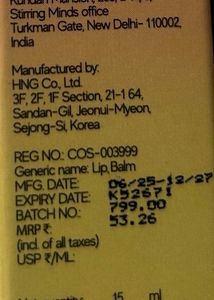 Stirring Minds office
Turkman Gate, New Delhi- 110002,
India
Manufactured by:
HNG Co., Ltd.
3F, 2F, 1F Section, 21-1 64,
Sandan-Gil, Jeonui-Myeon,
Sejong-Si, Korea
REG NO.: COS-003999
Generic name: Lip Balm
MFG. DATE: 06/25-12/27
EXPIRY DATE: K52671
BATCH NO.: 799.00
MRP ₹: 53.26
(incl. of all taxes)
USP ₹/ML:
15 ml